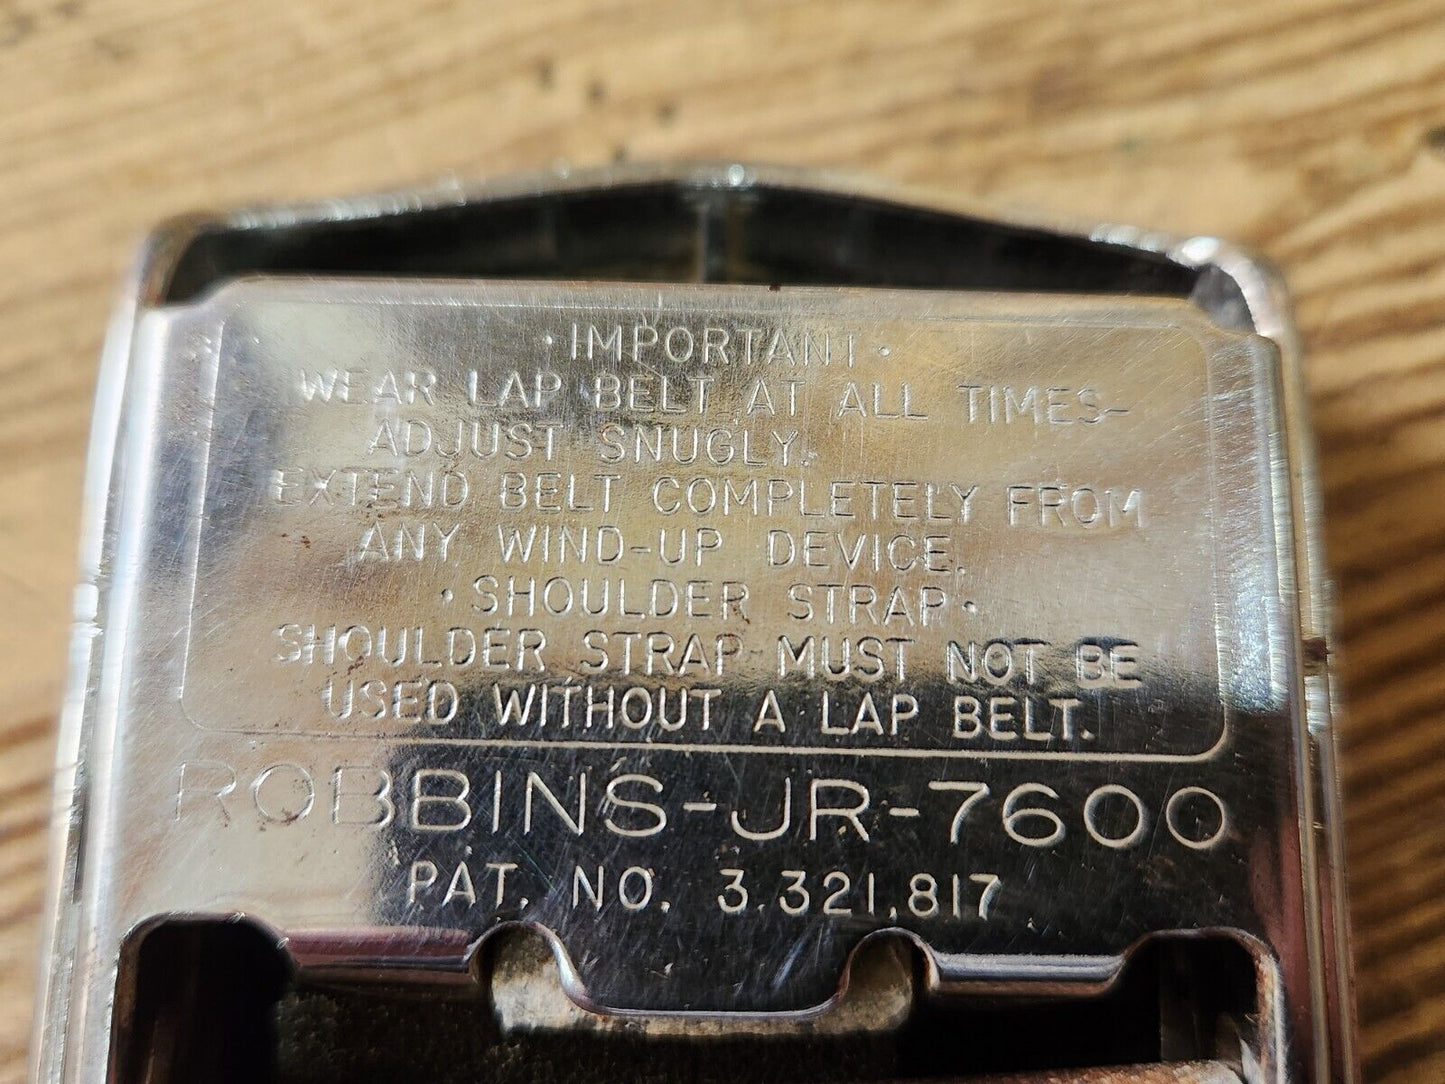 ·IMPORTANT·
WEAR LAP BELT AT ALL TIMES-
ADJUST SNUGLY.
EXTEND BELT COMPLETELY FROM
ANY WIND-UP DEVICE.
·SHOULDER STRAP·
SHOULDER STRAP MUST NOT BE
USED WITHOUT A LAP BELT.
ROBBINS-JR-7600
PAT. NO. 3.321,817